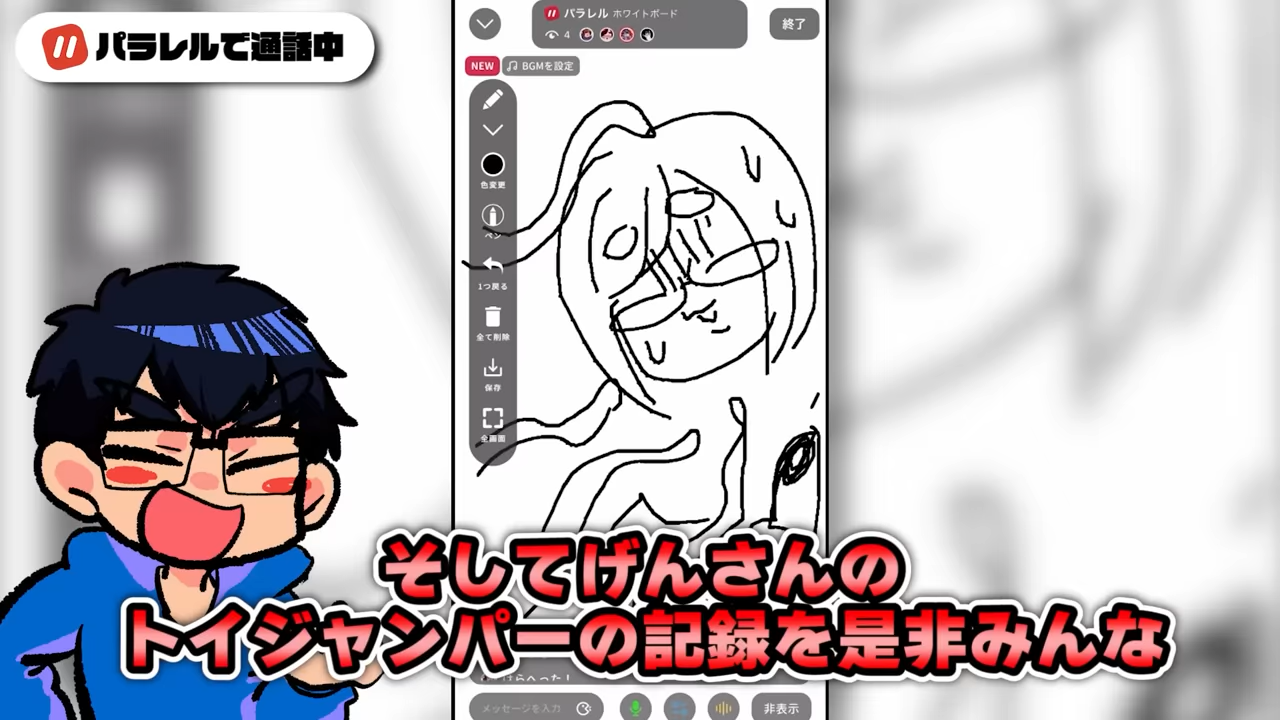 パラレルで通話中
パラレル ホワイトボード
4
終了
NEW
BGMを設定
色変更
ペン
1つ戻る
全て削除
保存
全画面
そしてげんさんの
トイジャンパーの記録を是非みんな
メッセージを入力
非表示